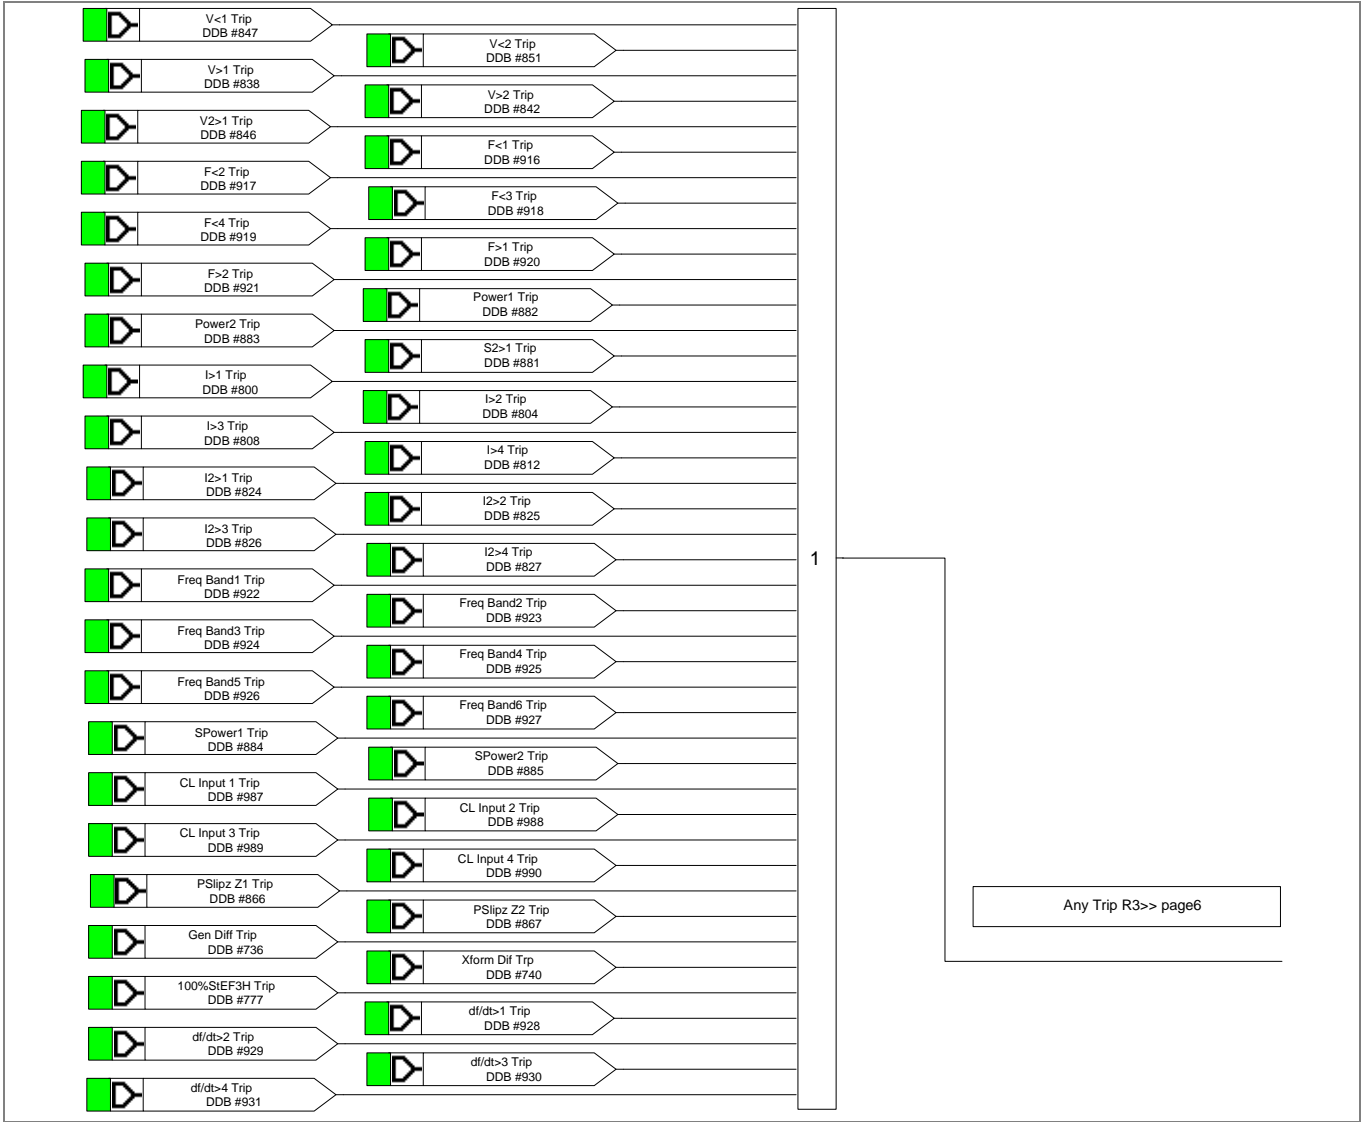 V<1 Trip
DDB #847
V<2 Trip
DDB #851
V>1 Trip
DDB #838
V>2 Trip
DDB #842
V2>1 Trip
DDB #846
F<1 Trip
DDB #916
F<2 Trip
DDB #917
F<3 Trip
DDB #918
F<4 Trip
DDB #919
F>1 Trip
DDB #920
F>2 Trip
DDB #921
Power1 Trip
DDB #882
Power2 Trip
DDB #883
S2>1 Trip
DDB #881
I>1 Trip
DDB #800
I>2 Trip
DDB #804
I>3 Trip
DDB #808
I>4 Trip
DDB #812
I2>1 Trip
DDB #824
I2>2 Trip
DDB #825
I2>3 Trip
DDB #826
I2>4 Trip
DDB #827
1
Freq Band1 Trip
DDB #922
Freq Band2 Trip
DDB #923
Freq Band3 Trip
DDB #924
Freq Band4 Trip
DDB #925
Freq Band5 Trip
DDB #926
Freq Band6 Trip
DDB #927
SPower1 Trip
DDB #884
SPower2 Trip
DDB #885
CL Input 1 Trip
DDB #987
CL Input 2 Trip
DDB #988
CL Input 3 Trip
DDB #989
CL Input 4 Trip
DDB #990
PSlipz Z1 Trip
DDB #866
PSlipz Z2 Trip
DDB #867
Any Trip R3>> page6
Gen Diff Trip
DDB #736
Xform Dif Trp
DDB #740
100%StEF3H Trip
DDB #777
df/dt>1 Trip
DDB #928
df/dt>2 Trip
DDB #929
df/dt>3 Trip
DDB #930
df/dt>4 Trip
DDB #931